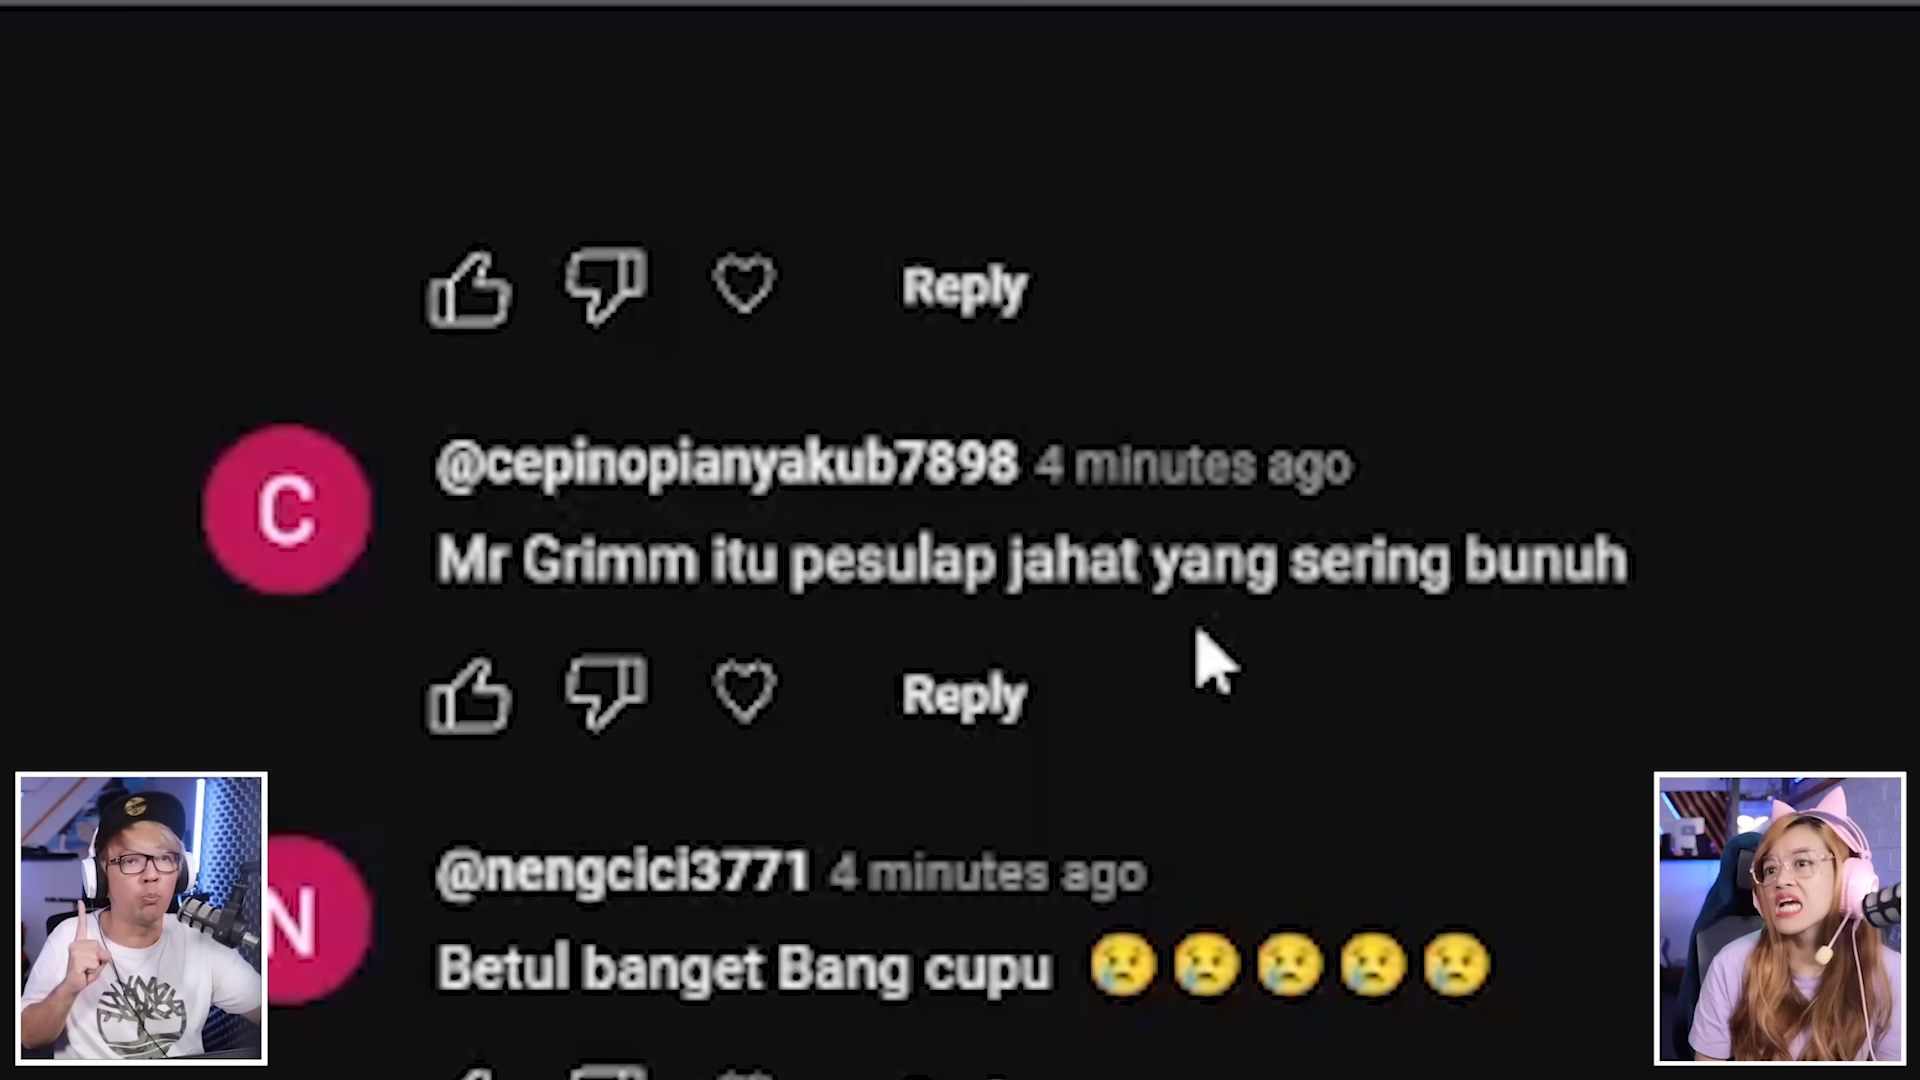 Reply
C
@cepinopianyakub7898 4 minutes ago
Mr Grimm itu pesulap jahat yang sering bunuh
Reply
N
@nengcici3771 4 minutes ago
Betul banget Bang cupu 😢😢😢😢😢